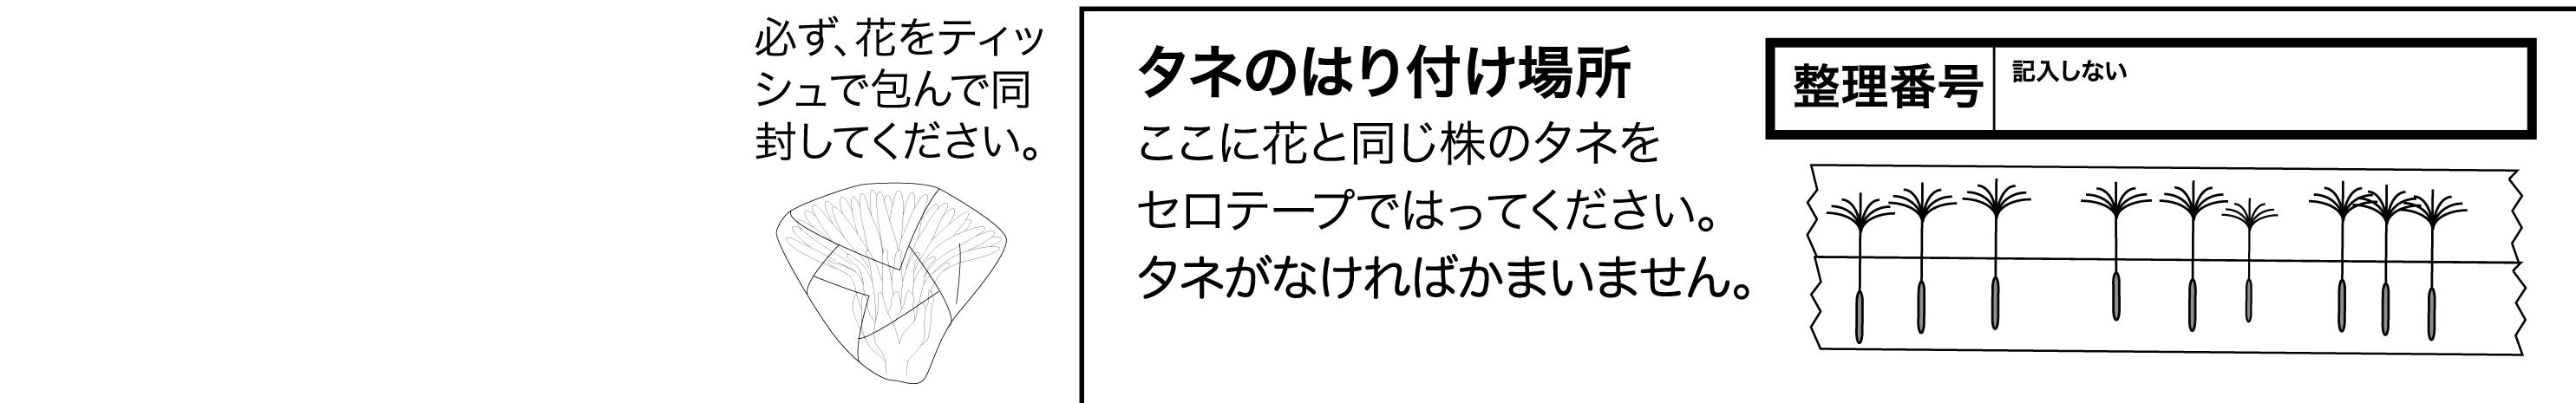 必ず、花をティッ
シュで包んで同
封してください。
タネのはり付け場所
ここに花と同じ株のタネを
セロテープではってください。
タネがなければかまいません。
整理番号
記入しない